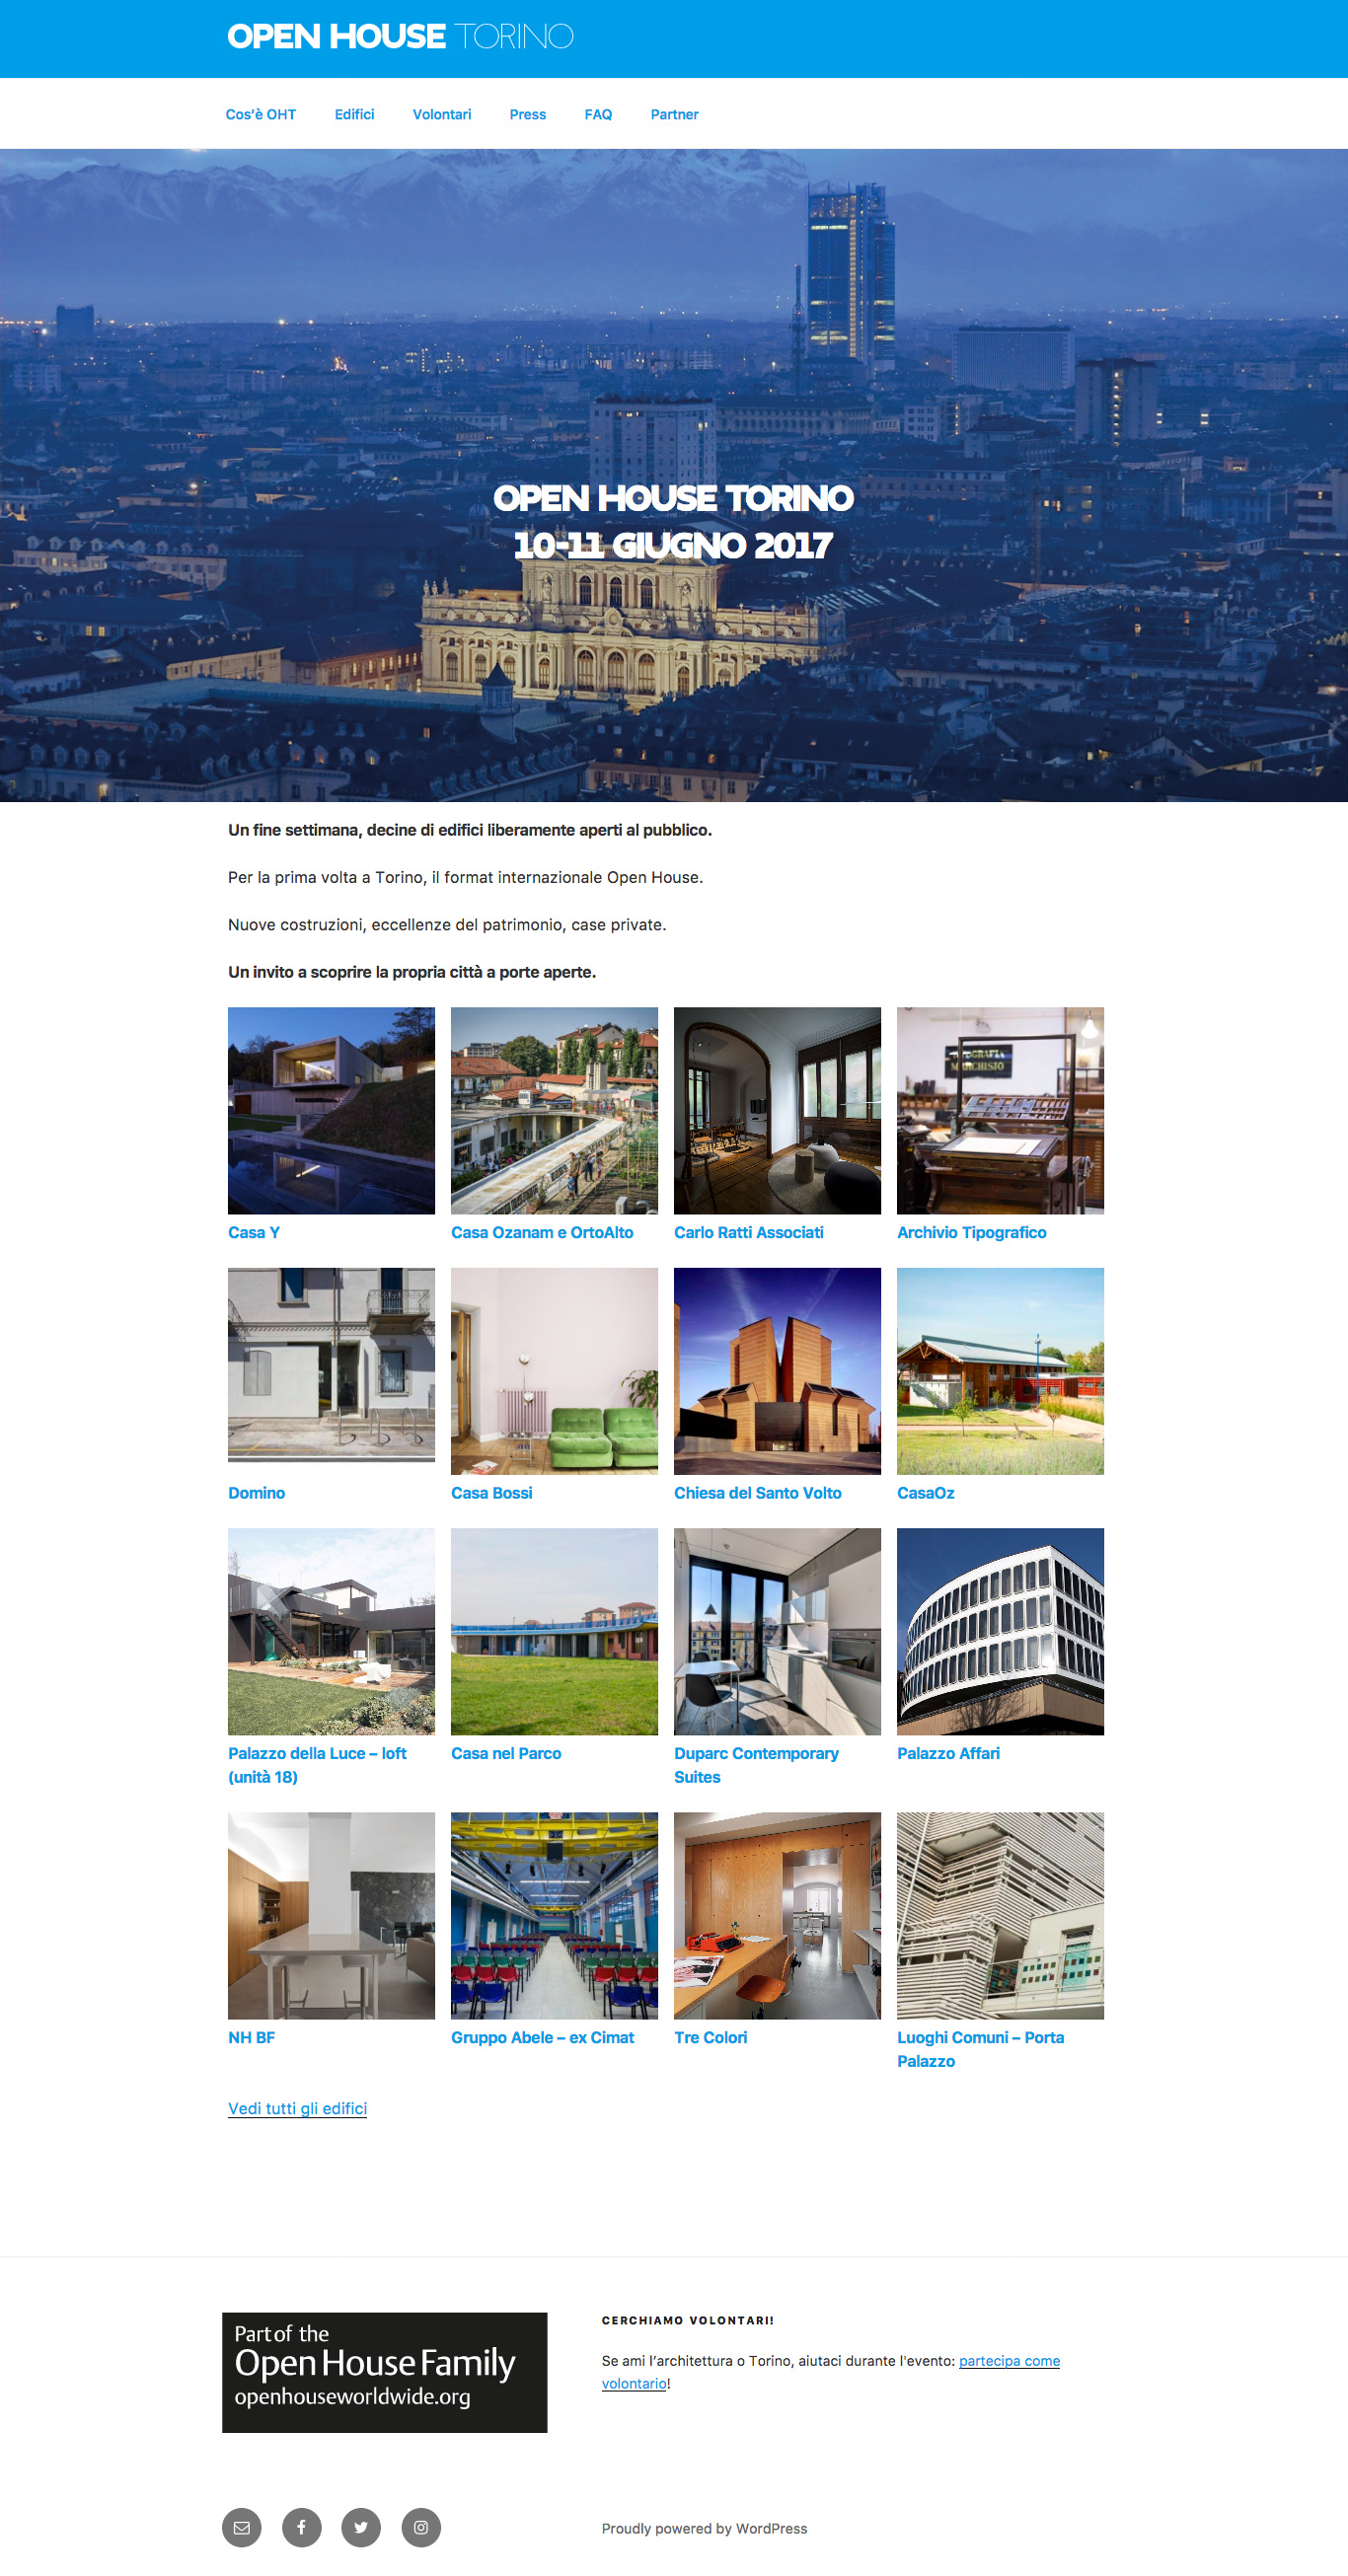 OPEN HOUSE TORINO
Cos'è OHT Edifici Volontari Press FAQ Partner
OPEN HOUSE TORINO
10-11 GIUGNO 2017
Un fine settimana, decine di edifici liberamente aperti al pubblico.
Per la prima volta a Torino, il format internazionale Open House.
Nuove costruzioni, eccellenze del patrimonio, case private.
Un invito a scoprire la propria città a porte aperte.
TIPOGRAFIA
MARCHISIO
Casa Y
Casa Ozanam e OrtoAlto
Carlo Ratti Associati
Archivio Tipografico
Domino
Casa Bossi
Chiesa del Santo Volto
CasaOz
Palazzo della Luce – loft
(unità 18)
Casa nel Parco
Duparc Contemporary
Suites
Palazzo Affari
NH BF
Gruppo Abele – ex Cimat
Tre Colori
Luoghi Comuni – Porta
Palazzo
Vedi tutti gli edifici
Part of the
Open House Family
openhouseworldwide.org
CERCHIAMO VOLONTARI!
Se ami l'architettura o Torino, aiutaci durante l'evento: partecipa come
volontario!
Proudly powered by WordPress